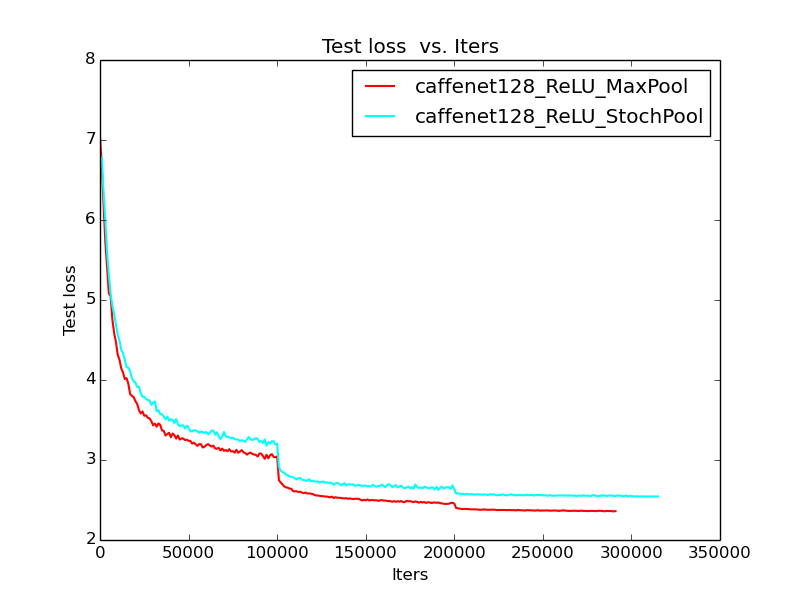 Test loss  vs. Iters
caffenet128_ReLU_MaxPool
caffenet128_ReLU_StochPool
8
7
6
5
4
3
2
Test loss
0 50000 100000 150000 200000 250000 300000 350000
Iters